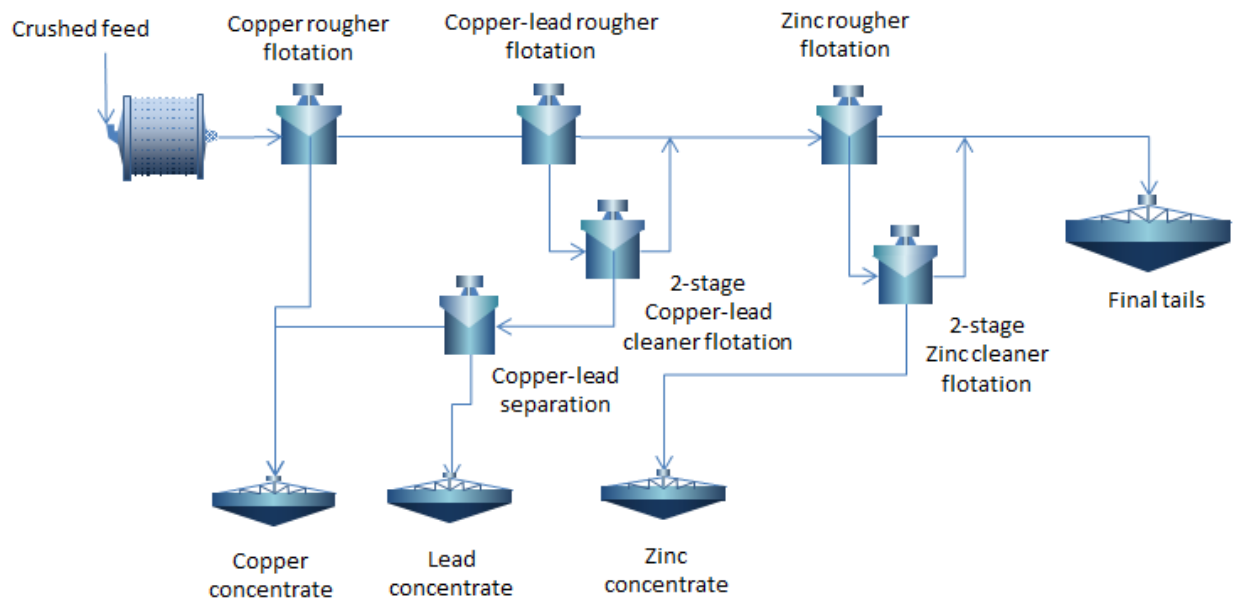 Crushed feed
Copper rougher
flotation
Copper-lead rougher
flotation
Zinc rougher
flotation
2-stage
Copper-lead
cleaner flotation
Copper-lead
separation
2-stage
Zinc cleaner
flotation
Final tails
Copper
concentrate
Lead
concentrate
Zinc
concentrate